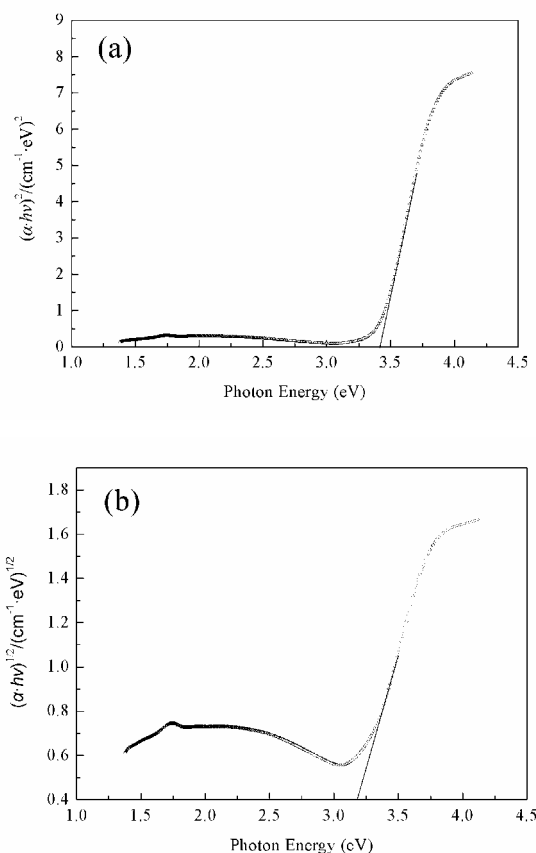 (a)
9
8
7
6
5
4
3
2
1
0
(α·hν)²/(cm⁻¹·eV)²
1.0 1.5 2.0 2.5 3.0 3.5 4.0 4.5
Photon Energy (eV)
(b)
1.8
1.6
1.4
1.2
1.0
0.8
0.6
0.4
(α·hν)^1/2/(cm⁻¹·eV)^1/2
1.0 1.5 2.0 2.5 3.0 3.5 4.0 4.5
Photon Energy (eV)